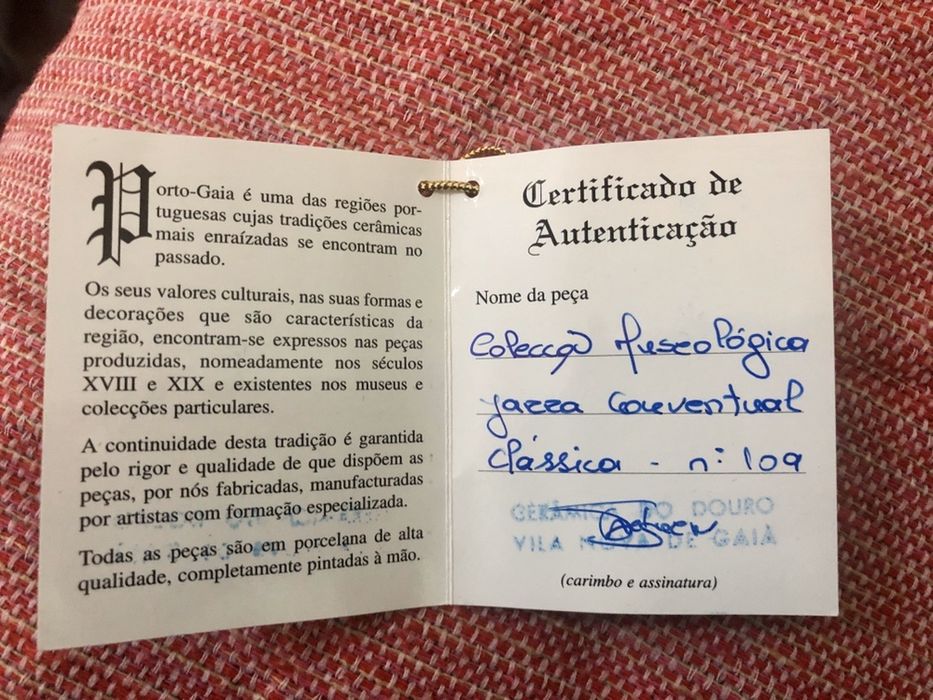 Porto-Gaia é uma das regiões por-
tuguesas cujas tradições cerâmicas
mais enraízadas se encontram no
passado.
Os seus valores culturais, nas suas formas e
decorações que são características da
região, encontram-se expressos nas peças
produzidas, nomeadamente nos séculos
XVIII e XIX e existentes nos museus e
colecções particulares.
A continuidade desta tradição é garantida
pelo rigor e qualidade de que dispõem as
peças, por nós fabricadas, manufacturadas
por artistas com formação especializada.
Todas as peças são em porcelana de alta
qualidade, completamente pintadas à mão.
Certificado de
Autenticação
Nome da peça
Colecção Museológica
Jarra Conventual
Clássica - nº 109
DO DOURO
VILA NOVA DE GAIA
(carimbo e assinatura)